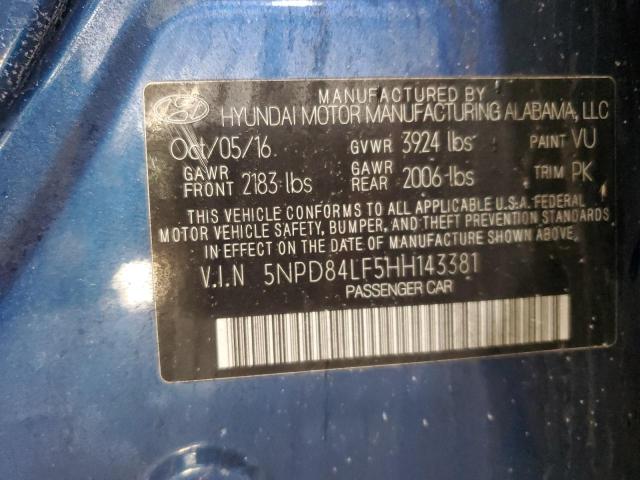 MANUFACTURED BY
HYUNDAI MOTOR MANUFACTURING ALABAMA, LLC
Oct/05/16 GVWR 3924 lbs PAINT VU
GAWR FRONT 2183 lbs GAWR REAR 2006 lbs TRIM PK
THIS VEHICLE CONFORMS TO ALL APPLICABLE U.S.A. FEDERAL
MOTOR VEHICLE SAFETY, BUMPER, AND THEFT PREVENTION STANDARDS
IN EFFECT ON THE DATE OF MANUFACTURE SHOWN ABOVE.
V.I.N 5NPD84LF5HH143381
PASSENGER CAR